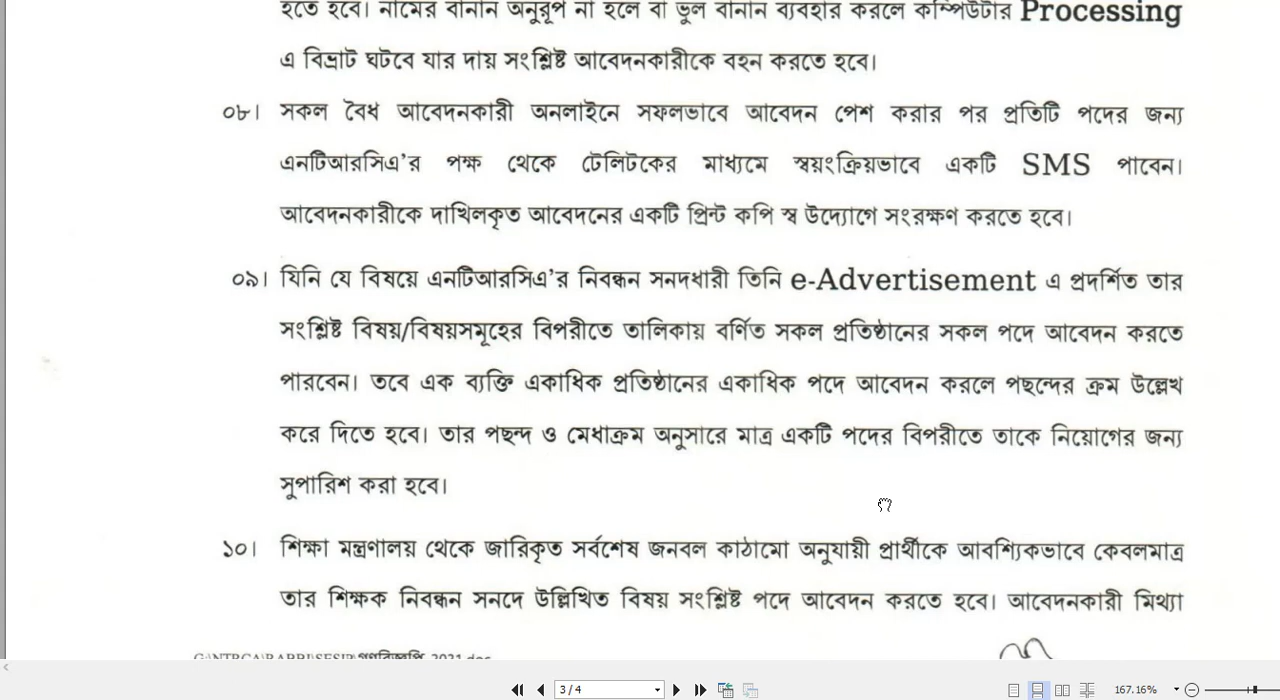 হতে হবে। নামের বানান অনুরূপ না হলে বা ভুল বানান ব্যবহার করলে কম্পিউটার Processing
এ বিভ্রাট ঘটবে যার দায় সংশ্লিষ্ট আবেদনকারীকে বহন করতে হবে।
০৮। সকল বৈধ আবেদনকারী অনলাইনে সফলভাবে আবেদন পেশ করার পর প্রতিটি পদের জন্য
এনটিআরসিএ’র পক্ষ থেকে টেলিটকের মাধ্যমে স্বয়ংক্রিয়ভাবে একটি SMS পাবেন।
আবেদনকারীকে দাখিলকৃত আবেদনের একটি প্রিন্ট কপি স্ব উদ্যোগে সংরক্ষণ করতে হবে।
০৯। যিনি যে বিষয়ে এনটিআরসিএ’র নিবন্ধন সনদধারী তিনি e-Advertisement এ প্রদর্শিত তার
সংশ্লিষ্ট বিষয়/বিষয়সমূহের বিপরীতে তালিকায় বর্ণিত সকল প্রতিষ্ঠানের সকল পদে আবেদন করতে
পারবেন। তবে এক ব্যক্তি একাধিক প্রতিষ্ঠানের একাধিক পদে আবেদন করলে পছন্দের ক্রম উল্লেখ
করে দিতে হবে। তার পছন্দ ও মেধাক্রম অনুসারে মাত্র একটি পদের বিপরীতে তাকে নিয়োগের জন্য
সুপারিশ করা হবে।
১০। শিক্ষা মন্ত্রণালয় থেকে জারিকৃত সর্বশেষ জনবল কাঠামো অনুযায়ী প্রার্থীকে আবশ্যিকভাবে কেবলমাত্র
তার শিক্ষক নিবন্ধন সনদে উল্লিখিত বিষয় সংশ্লিষ্ট পদে আবেদন করতে হবে। আবেদনকারী মিথ্যা
3 / 4
167.16%